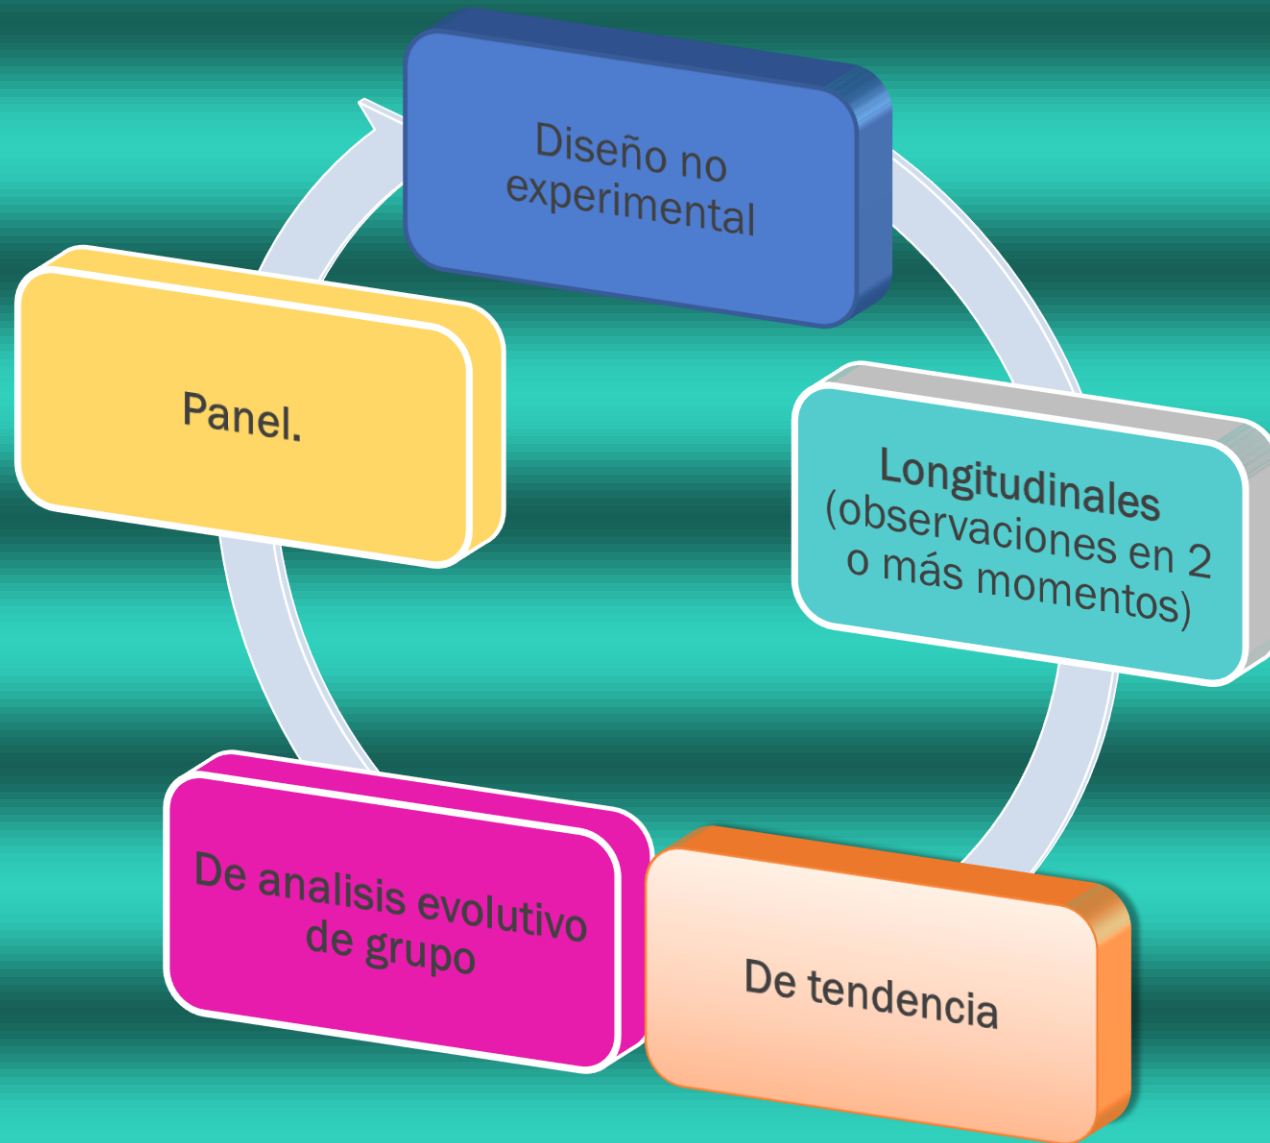 Diseño no
experimental
Longitudinales
(observaciones en 2
o más momentos)
De tendencia
De analisis evolutivo
de grupo
Panel.